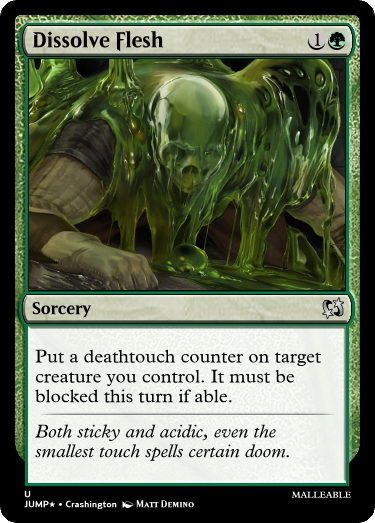 Dissolve Flesh 1
Sorcery
Put a deathtouch counter on target
creature you control. It must be
blocked this turn if able.
Both sticky and acidic, even the
smallest touch spells certain doom.
U
MALLEABLE
JUMP★ • Crashington Matt Demino